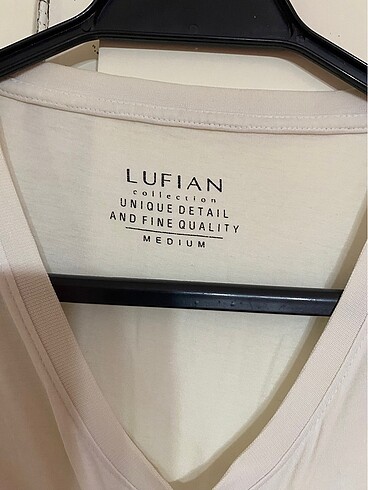 LUFIAN
collection
UNIQUE DETAIL
AND FINE QUALITY
MEDIUM